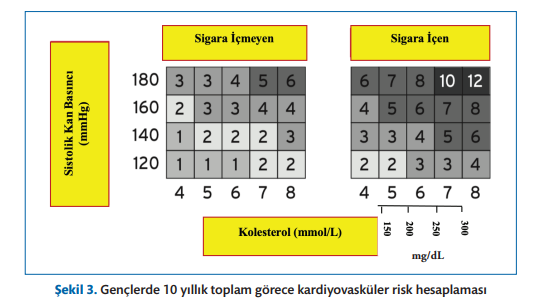 Sigara İçmeyen Sigara İçen
Sistolik Kan Basıncı
(mmHg)
180 3 3 4 5 6 6 7 8 10 12
160 2 3 3 4 4 4 5 6 7 8
140 1 2 2 2 3 3 3 4 5 6
120 1 1 1 2 2 2 2 3 3 4
4 5 6 7 8 4 5 6 7 8
Kolesterol (mmol/L)
150 200 250 300
mg/dL
Şekil 3. Gençlerde 10 yıllık toplam görece kardiyovasküler risk hesaplaması